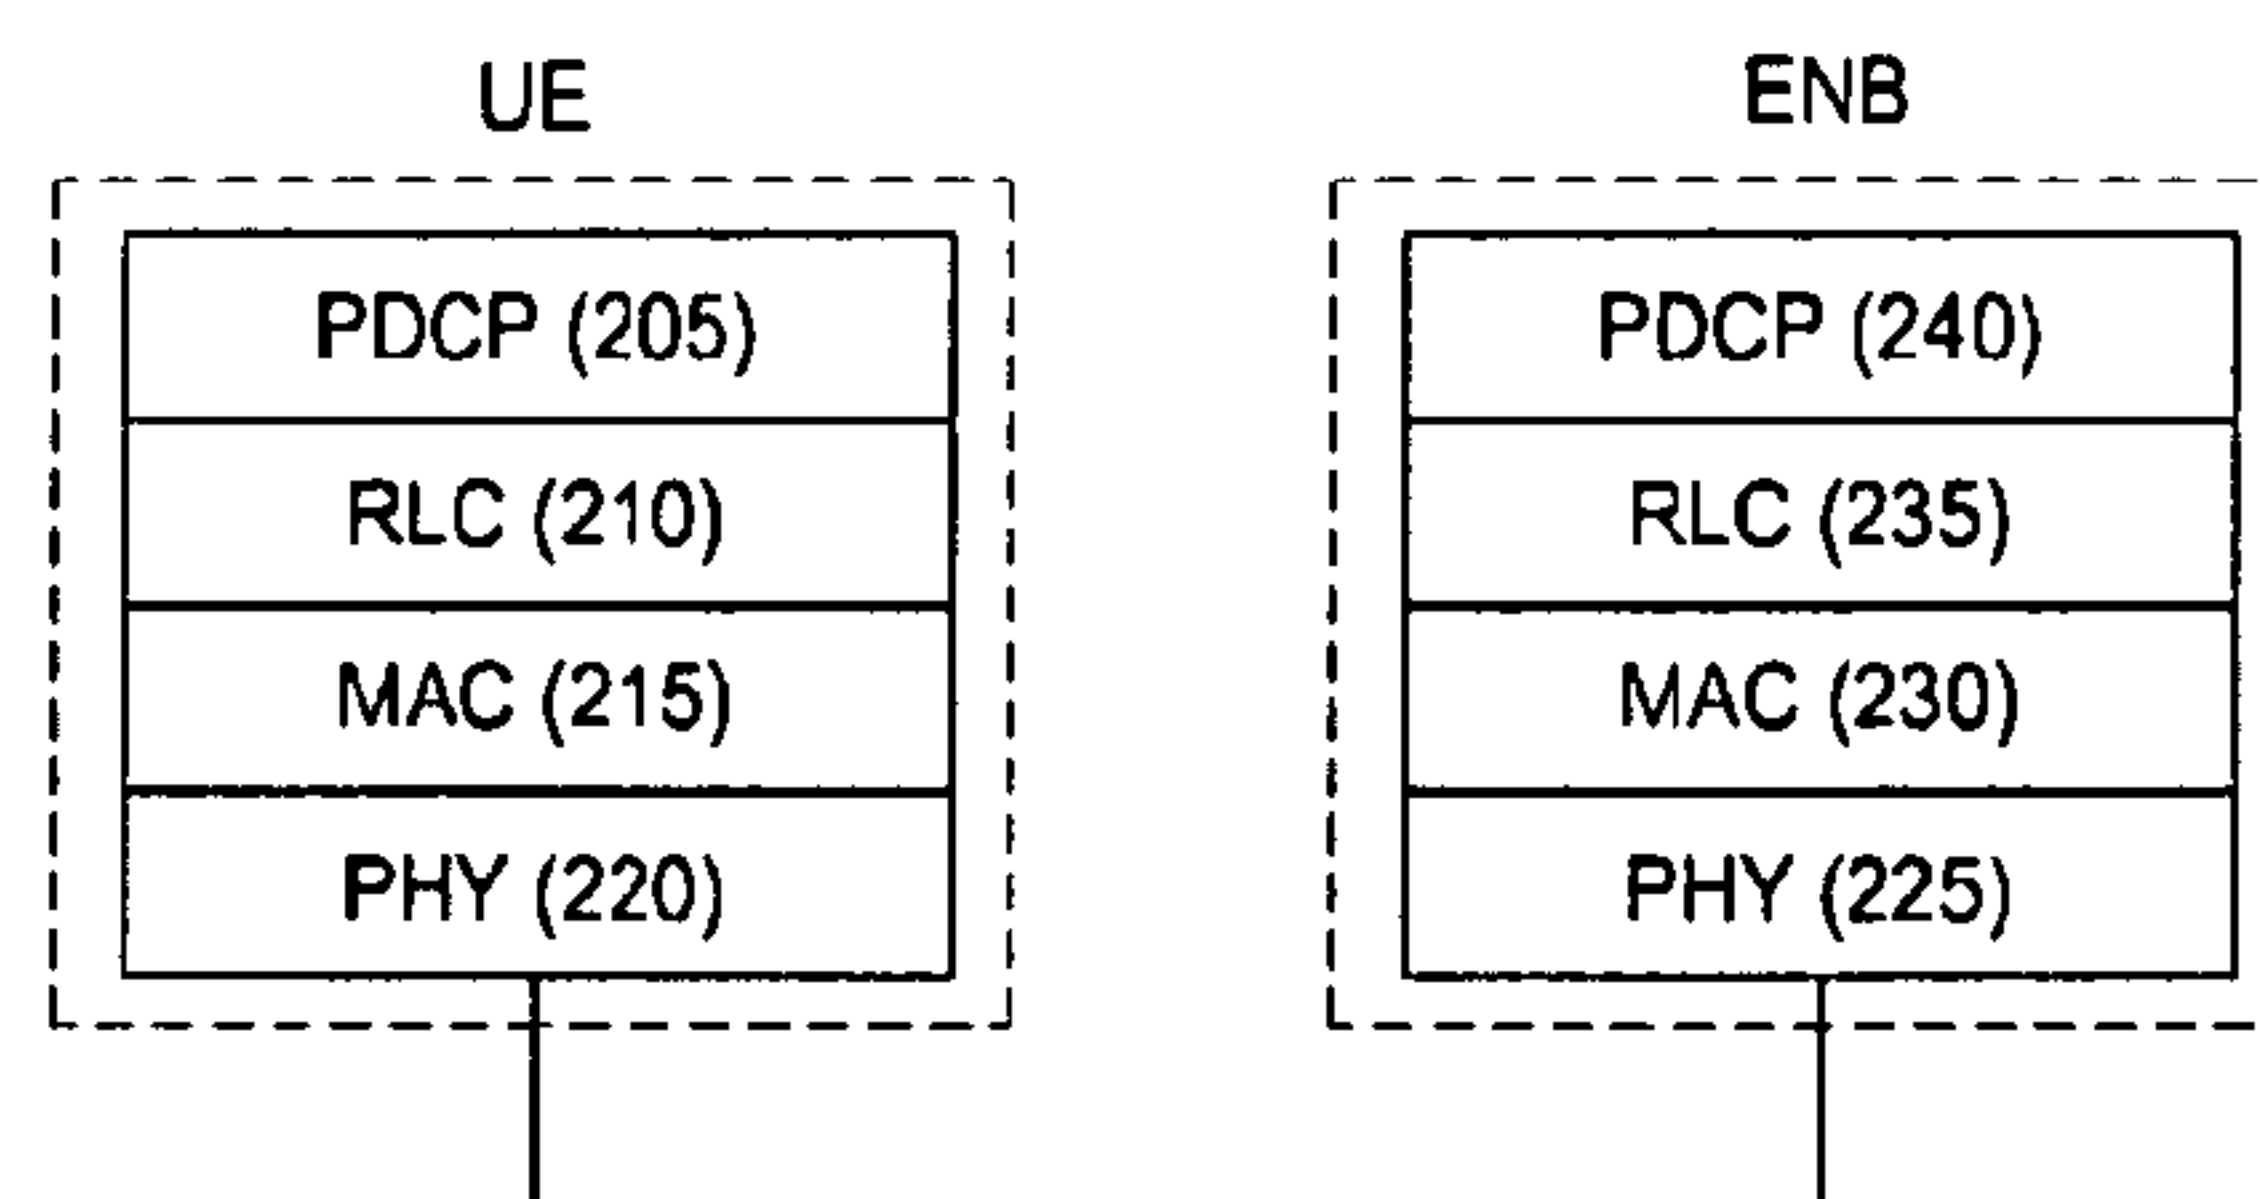 UE
PDCP (205)
RLC (210)
MAC (215)
PHY (220)
ENB
PDCP (240)
RLC (235)
MAC (230)
PHY (225)